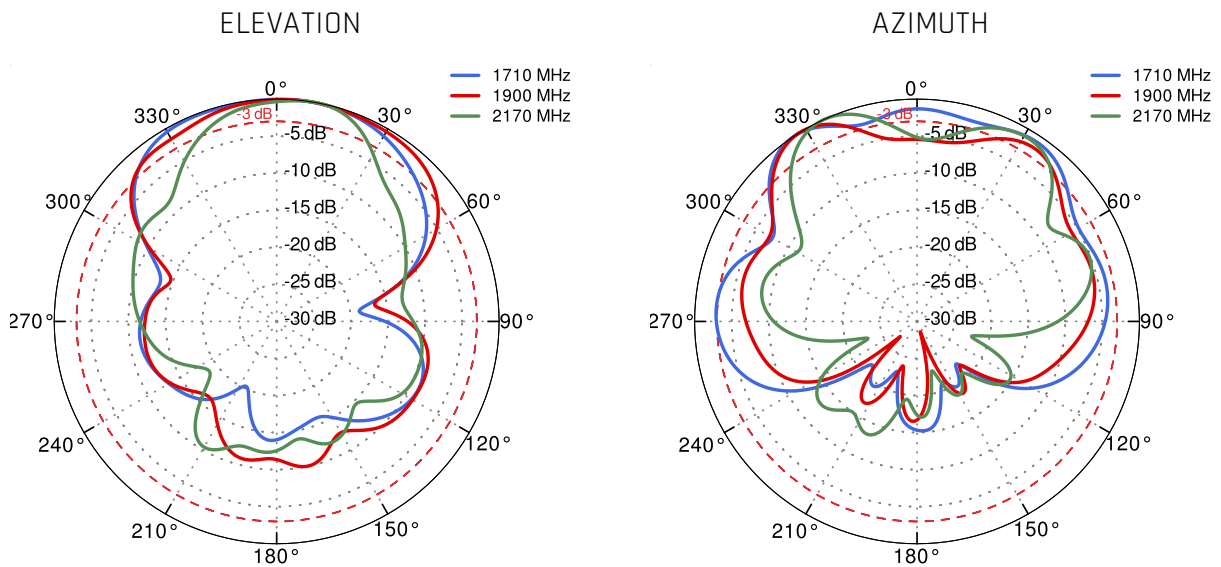 ELEVATION
1710 MHz
1900 MHz
2170 MHz
0°
330°
-3 dB
30°
-5 dB
-10 dB
300°
60°
-15 dB
-20 dB
-25 dB
270°
-30 dB
90°
240°
120°
210°
150°
180°
AZIMUTH
1710 MHz
1900 MHz
2170 MHz
0°
330°
-3 dB
30°
-5 dB
-10 dB
300°
60°
-15 dB
-20 dB
-25 dB
270°
-30 dB
90°
240°
120°
210°
150°
180°